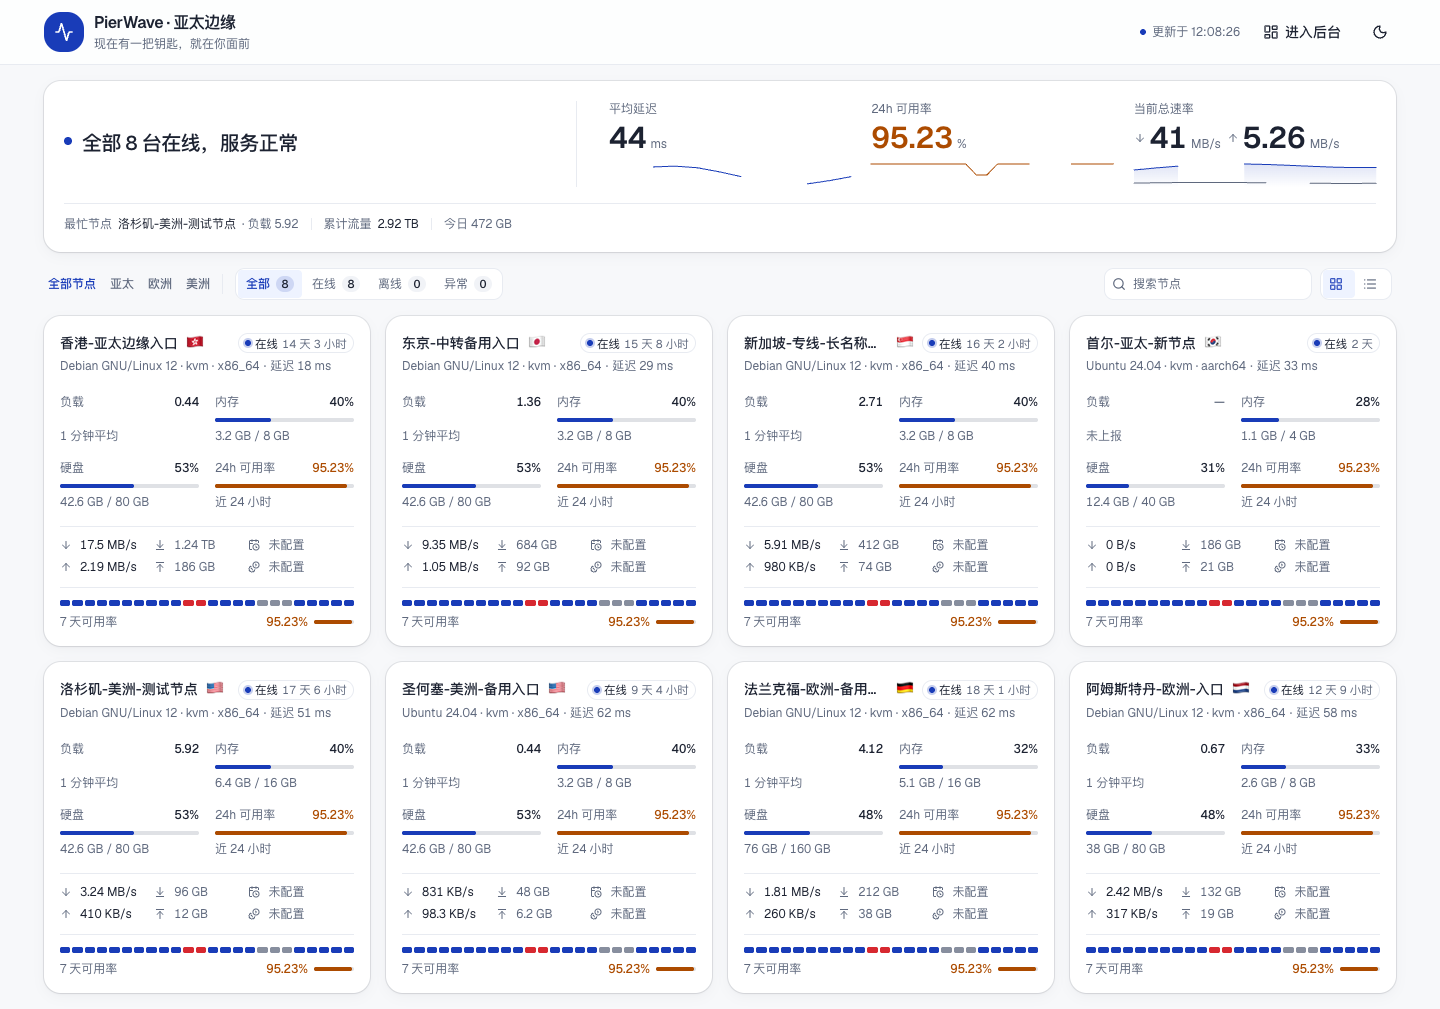 PierWave · 亚太边缘
现在有一把钥匙，就在你面前
更新于 12:08:26
进入后台
全部 8 台在线，服务正常
平均延迟
44 ms
24h 可用率
95.23 %
当前总速率
41 MB/s 5.26 MB/s
最忙节点 洛杉矶-美洲-测试节点 · 负载 5.92 累计流量 2.92 TB 今日 472 GB
全部节点 亚太 欧洲 美洲 全部 8 在线 8 离线 0 异常 0
搜索节点
香港-亚太边缘入口 在线 14 天 3 小时
Debian GNU/Linux 12 · kvm · x86_64 · 延迟 18 ms
负载 0.44 内存 40%
1 分钟平均 3.2 GB / 8 GB
硬盘 53% 24h 可用率 95.23%
42.6 GB / 80 GB 近 24 小时
17.5 MB/s 1.24 TB 未配置
2.19 MB/s 186 GB 未配置
7 天可用率 95.23%
东京-中转备用入口 在线 15 天 8 小时
Debian GNU/Linux 12 · kvm · x86_64 · 延迟 29 ms
负载 1.36 内存 40%
1 分钟平均 3.2 GB / 8 GB
硬盘 53% 24h 可用率 95.23%
42.6 GB / 80 GB 近 24 小时
9.35 MB/s 684 GB 未配置
1.05 MB/s 92 GB 未配置
7 天可用率 95.23%
新加坡-专线-长名称... 在线 16 天 2 小时
Debian GNU/Linux 12 · kvm · x86_64 · 延迟 40 ms
负载 2.71 内存 40%
1 分钟平均 3.2 GB / 8 GB
硬盘 53% 24h 可用率 95.23%
42.6 GB / 80 GB 近 24 小时
5.91 MB/s 412 GB 未配置
980 KB/s 74 GB 未配置
7 天可用率 95.23%
首尔-亚太-新节点 在线 2 天
Ubuntu 24.04 · kvm · aarch64 · 延迟 33 ms
负载 — 内存 28%
未上报 1.1 GB / 4 GB
硬盘 31% 24h 可用率 95.23%
12.4 GB / 40 GB 近 24 小时
0 B/s 186 GB 未配置
0 B/s 21 GB 未配置
7 天可用率 95.23%
洛杉矶-美洲-测试节点 在线 17 天 6 小时
Debian GNU/Linux 12 · kvm · x86_64 · 延迟 51 ms
负载 5.92 内存 40%
1 分钟平均 6.4 GB / 16 GB
硬盘 53% 24h 可用率 95.23%
42.6 GB / 80 GB 近 24 小时
3.24 MB/s 96 GB 未配置
410 KB/s 12 GB 未配置
7 天可用率 95.23%
圣何塞-美洲-备用入口 在线 9 天 4 小时
Ubuntu 24.04 · kvm · x86_64 · 延迟 62 ms
负载 0.44 内存 40%
1 分钟平均 3.2 GB / 8 GB
硬盘 53% 24h 可用率 95.23%
42.6 GB / 80 GB 近 24 小时
831 KB/s 48 GB 未配置
98.3 KB/s 6.2 GB 未配置
7 天可用率 95.23%
法兰克福-欧洲-备用... 在线 18 天 1 小时
Debian GNU/Linux 12 · kvm · x86_64 · 延迟 62 ms
负载 4.12 内存 32%
1 分钟平均 5.1 GB / 16 GB
硬盘 48% 24h 可用率 95.23%
76 GB / 160 GB 近 24 小时
1.81 MB/s 212 GB 未配置
260 KB/s 38 GB 未配置
7 天可用率 95.23%
阿姆斯特丹-欧洲-入口 在线 12 天 9 小时
Debian GNU/Linux 12 · kvm · x86_64 · 延迟 58 ms
负载 0.67 内存 33%
1 分钟平均 2.6 GB / 8 GB
硬盘 48% 24h 可用率 95.23%
38 GB / 80 GB 近 24 小时
2.42 MB/s 132 GB 未配置
317 KB/s 19 GB 未配置
7 天可用率 95.23%